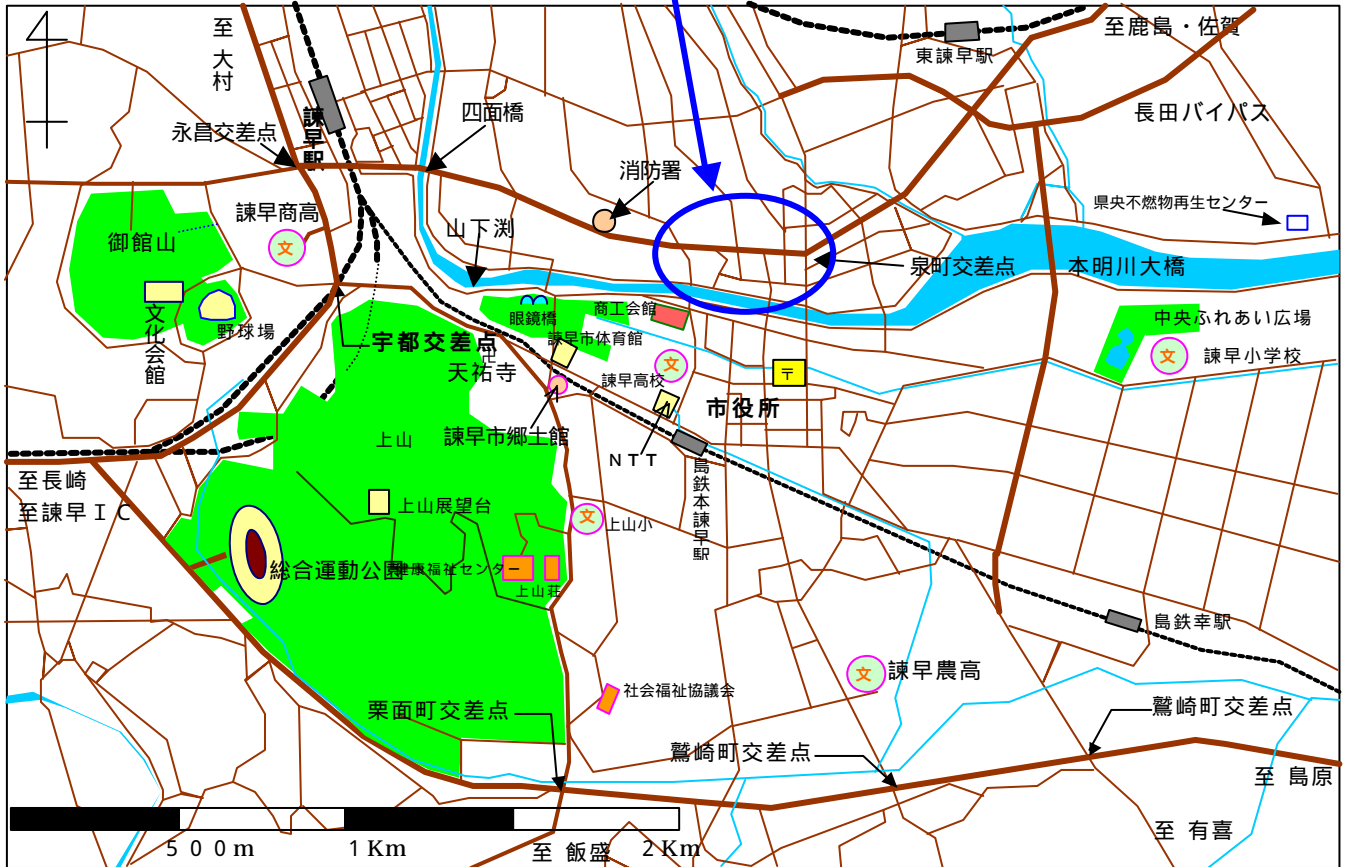 至 大村
至鹿島・佐賀
東諫早駅
長田バイパス
諫早駅
四面橋
永昌交差点
消防署
県央不燃物再生センター
諫早商高
文
御館山
山下渕
泉町交差点
本明川大橋
文化会館
野球場
眼鏡橋
商工会館
中央ふれあい広場
宇都交差点
諫早市体育館
卍
天祐寺
諫早高校
文
〒
文
諫早小学校
市役所
上山
諫早市郷土館
NTT
島鉄本諫早駅
至長崎
至諫早IC
上山展望台
文
上山小
総合運動公園
健康福祉センター
上山荘
島鉄幸駅
文
諫早農高
社会福祉協議会
栗面町交差点
鷲崎町交差点
鷲崎町交差点
至 島原
至 有喜
500m
1Km
至 飯盛
2Km